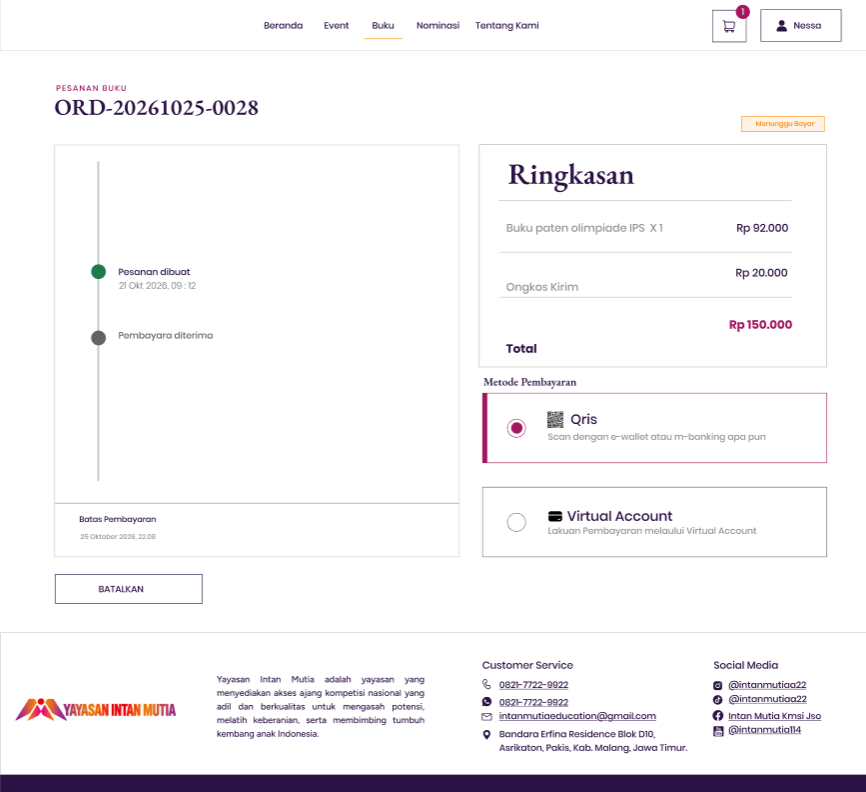 Beranda Event Buku Nominasi Tentang Kami
1
Nessa
PESANAN BUKU
ORD-20261025-0028
Menunggu Bayar
Pesanan dibuat
21 Okt 2026, 09 : 12
Pembayara diterima
Batas Pembayaran
25 Oktober 2026, 22.08
BATALKAN
Ringkasan
Buku paten olimpiade IPS X 1 Rp 92.000
Rp 20.000
Ongkos Kirim
Rp 150.000
Total
Metode Pembayaran
Qris
Scan dengan e-wallet atau m-banking apa pun
Virtual Account
Lakuan Pembayaran melaului Virtual Account
YAYASAN INTAN MUTIA
Yayasan Intan Mutia adalah yayasan yang
menyediakan akses ajang kompetisi nasional yang
adil dan berkualitas untuk mengasah potensi,
melatih keberanian, serta membimbing tumbuh
kembang anak Indonesia.
Customer Service
0821-7722-9922
0821-7722-9922
intanmutiaeducation@gmail.com
Bandara Erfina Residence Blok D10,
Asrikaton, Pakis, Kab. Malang, Jawa Timur.
Social Media
@intanmutiaa22
@intanmutiaa22
Intan Mutia Kmsi Jso
@intanmutia114